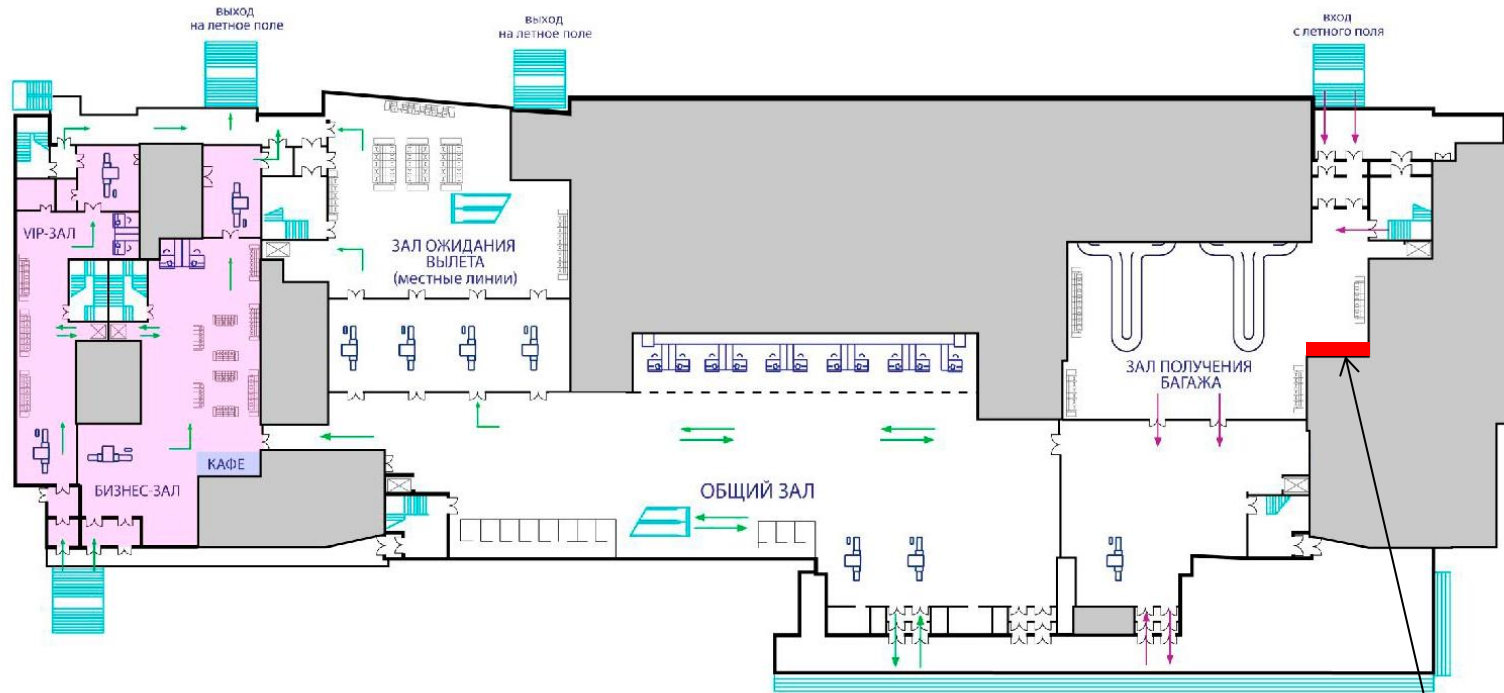 выход
на летное поле
выход
на летное поле
вход
с летного поля
VIP-ЗАЛ
ЗАЛ ОЖИДАНИЯ
ВЫЛЕТА
(местные линии)
ЗАЛ ПОЛУЧЕНИЯ
БАГАЖА
КАФЕ
БИЗНЕС-ЗАЛ
ОБЩИЙ ЗАЛ